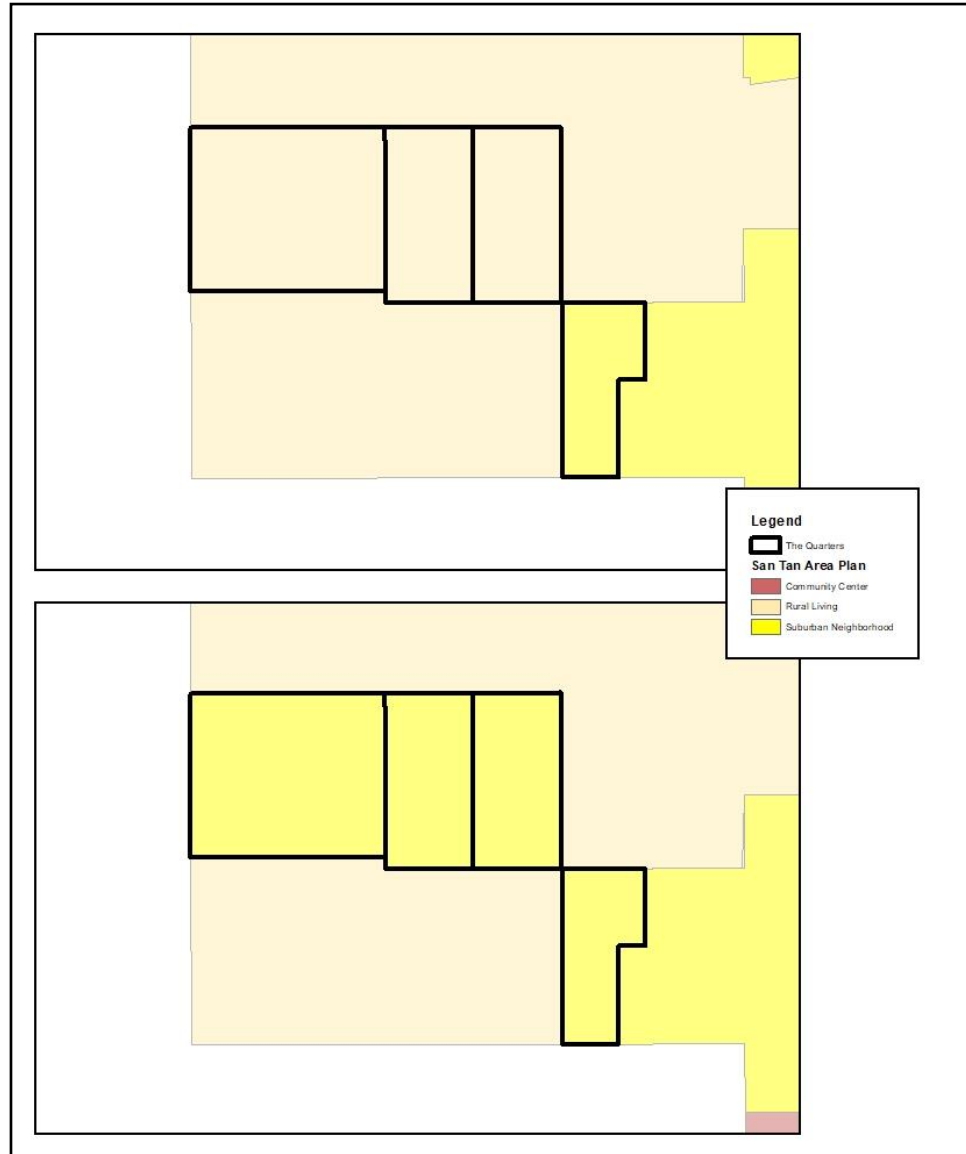 Legend
The Quarters
San Tan Area Plan
Community Center
Rural Living
Suburban Neighborhood